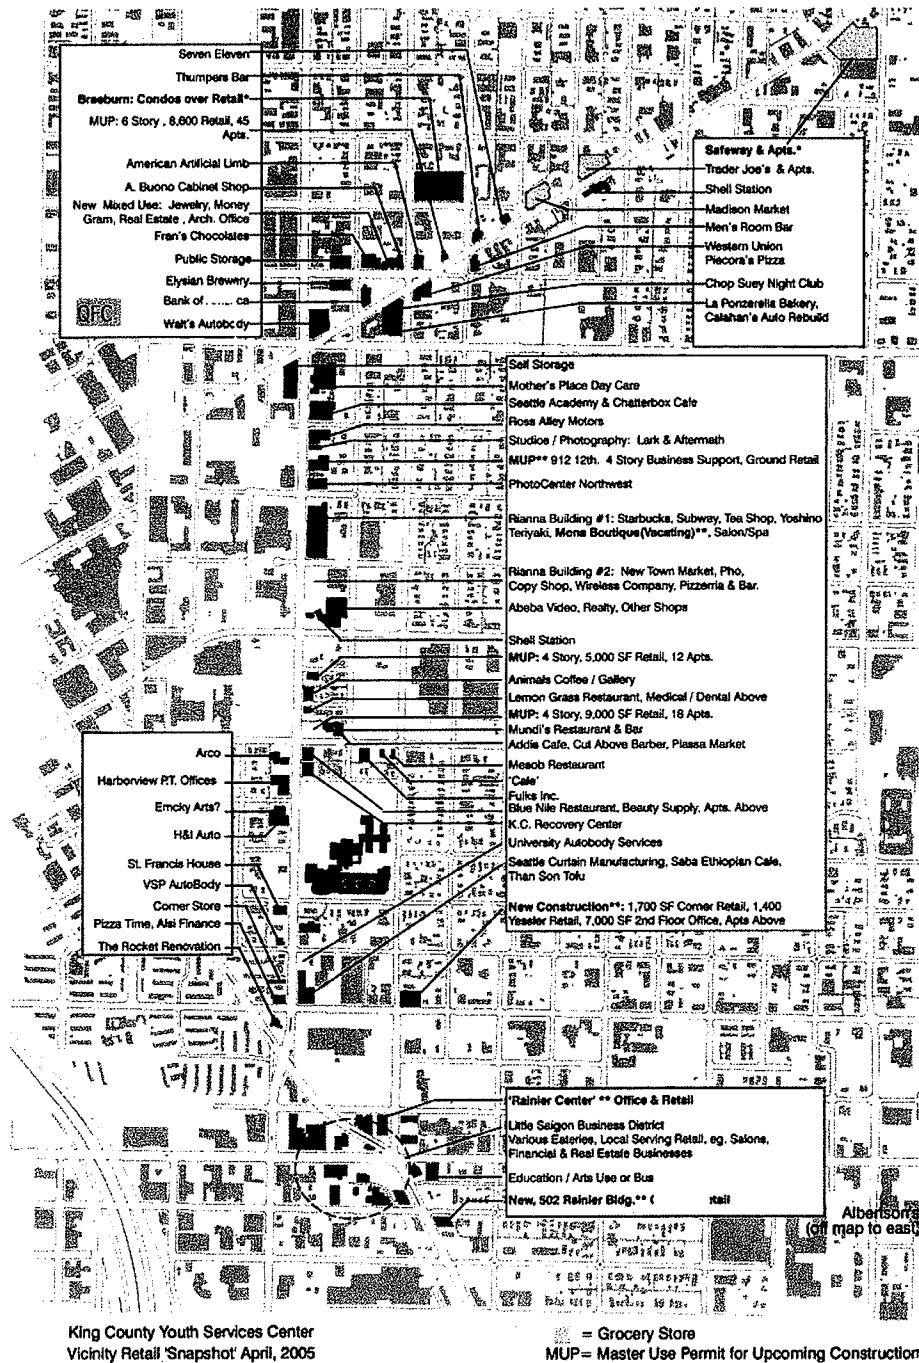 Seven Eleven
Thumpers Bar
Braeburn: Condos over Retail*
MUP: 6 Story , 8,600 Retail, 45
Apts.
American Artificial Limb
A. Buono Cabinet Shop
New Mixed Use: Jewelry, Money
Gram, Real Estate , Arch. Office
Fran's Chocolates
Public Storage
Elysian Brewery
Bank of
QFC
Walt's Autobody
Safeway & Apts.*
Trader Joe's & Apts.
Shell Station
Madison Market
Men's Room Bar
Western Union
Piecora's Pizza
Chop Suey Night Club
La Ponzerella Bakery,
Calahan's Auto Rebuild
Self Storage
Mother's Place Day Care
Seattle Academy & Chatterbox Cafe
Ross Alley Motors
Studios / Photography: Lark & Aftermath
MUP** 912 12th. 4 Story Business Support, Ground Retail
PhotoCenter Northwest
Rianna Building #1: Starbucks, Subway, Tea Shop, Yoshino
Teriyaki, Mona Boutique(Vacating)**, Salon/Spa
Rianna Building #2: New Town Market, Pho,
Copy Shop, Wireless Company, Pizzerria & Bar.
Abeba Video, Realty, Other Shops
Shell Station
MUP: 4 Story, 5,000 SF Retail, 12 Apts.
Animals Coffee / Gallery
Lemon Grass Restaurant, Medical / Dental Above
MUP: 4 Story, 9,000 SF Retail, 18 Apts.
Mundi's Restaurant & Bar
Addis Cafe, Cut Above Barber, Plassa Market
Mesob Restaurant
'Cafe'
Fulks Inc.
Blue Nile Restaurant, Beauty Supply, Apts. Above
K.C. Recovery Center
University Autobody Services
Seattle Curtain Manufacturing, Saba Ethiopian Cafe,
Than Son Tofu
New Construction**: 1,700 SF Corner Retail, 1,400
Yessler Retail, 7,000 SF 2nd Floor Office, Apts Above
Arco
Harborview P.T. Offices
Emcky Arts?
H&I Auto
St. Francis House
VSP AutoBody
Corner Store
Pizza Time, Alsi Finance
The Rocket Renovation
'Rainier Center' ** Office & Retail
Little Saigon Business District
Various Eateries, Local Serving Retail, eg. Salons,
Financial & Real Estate Businesses
Education / Arts Use or Bus
New, 502 Rainier Bldg.**
Albertson's
(off map to east)
King County Youth Services Center
Vicinity Retail 'Snapshot' April, 2005
= Grocery Store
MUP= Master Use Permit for Upcoming Construction